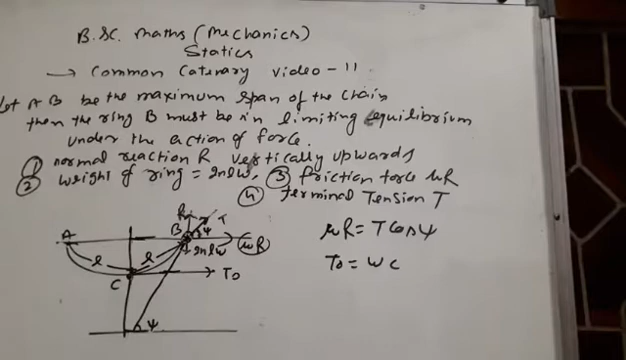 B.SC. maths (Mechanics)
Statics
→ Common Catenary video - 11
Let A B be the maximum span of the chain
then the ring B must be in limiting equilibrium
under the action of force.
① normal reaction R vertically upwards
② weight of ring = 2nlw, ③ friction force μR
④ terminal Tension T
μR = T cos ψ
T0 = wc
R T
A B ψ μR
2nlw
l l
C T0
ψ